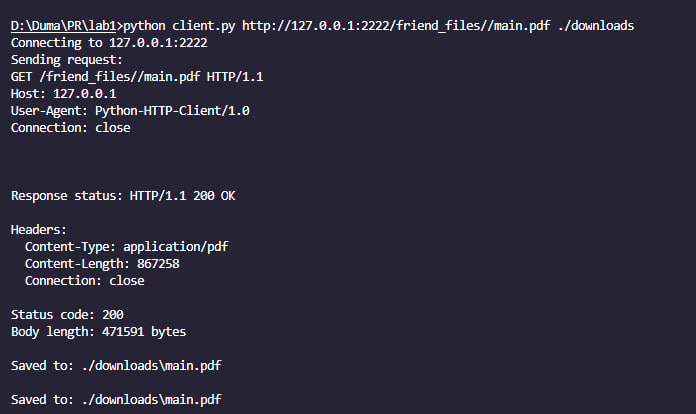 D:\Duma\PR\lab1>python client.py http://127.0.0.1:2222/friend_files//main.pdf ./downloads
Connecting to 127.0.0.1:2222
Sending request:
GET /friend_files//main.pdf HTTP/1.1
Host: 127.0.0.1
User-Agent: Python-HTTP-Client/1.0
Connection: close
Response status: HTTP/1.1 200 OK
Headers:
Content-Type: application/pdf
Content-Length: 867258
Connection: close
Status code: 200
Body length: 471591 bytes
Saved to: ./downloads\main.pdf
Saved to: ./downloads\main.pdf